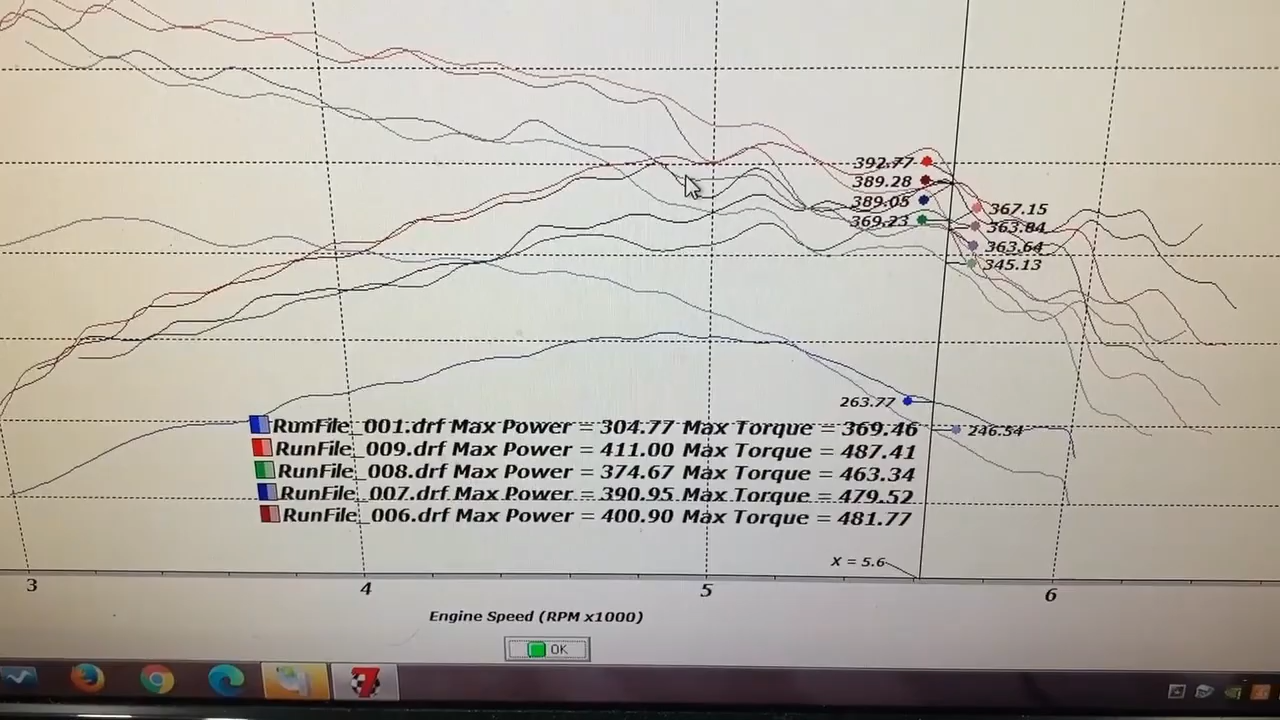 392.77
389.28
389.05
369.23
367.15
363.84
363.64
345.13
263.77
246.54
RunFile_001.drf Max Power = 304.77 Max Torque = 369.46
RunFile_009.drf Max Power = 411.00 Max Torque = 487.41
RunFile_008.drf Max Power = 374.67 Max Torque = 463.34
RunFile_007.drf Max Power = 390.95 Max Torque = 479.52
RunFile_006.drf Max Power = 400.90 Max Torque = 481.77
X = 5.6
3 4 5 6
Engine Speed (RPM x1000)
OK
7